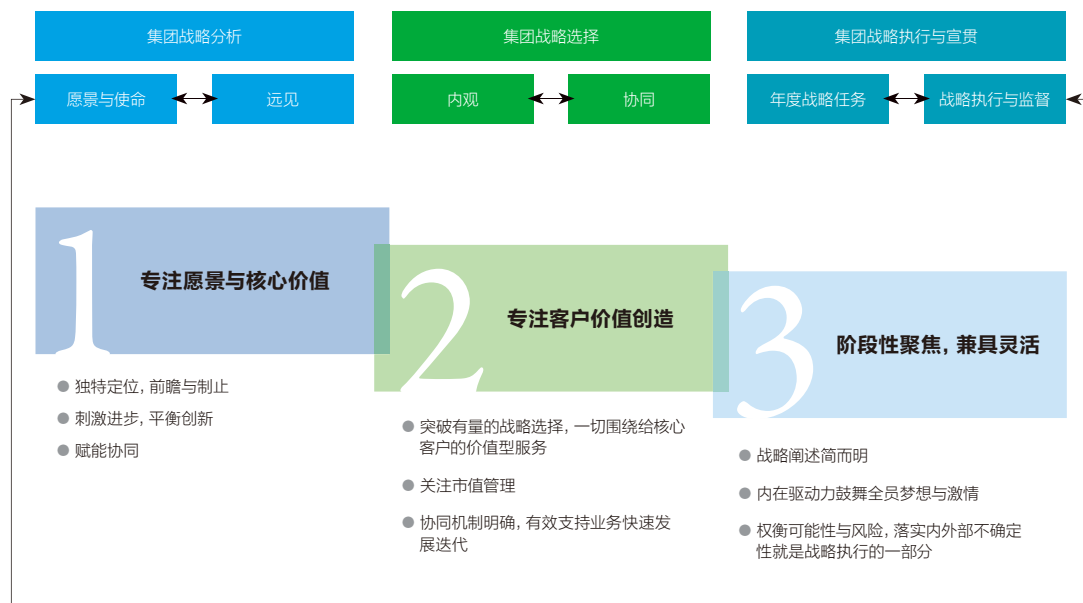 集团战略分析
集团战略选择
集团战略执行与宣贯
愿景与使命
远见
内观
协同
年度战略任务
战略执行与监督
1
专注愿景与核心价值
独特定位，前瞻与制止
刺激进步，平衡创新
赋能协同
2
专注客户价值创造
突破有量的战略选择，一切围绕给核心
客户的价值型服务
关注市值管理
协同机制明确，有效支持业务快速发
展迭代
3
阶段性聚焦，兼具灵活
战略阐述简而明
内在驱动力鼓舞全员梦想与激情
权衡可能性与风险，落实内外部不确定
性就是战略执行的一部分